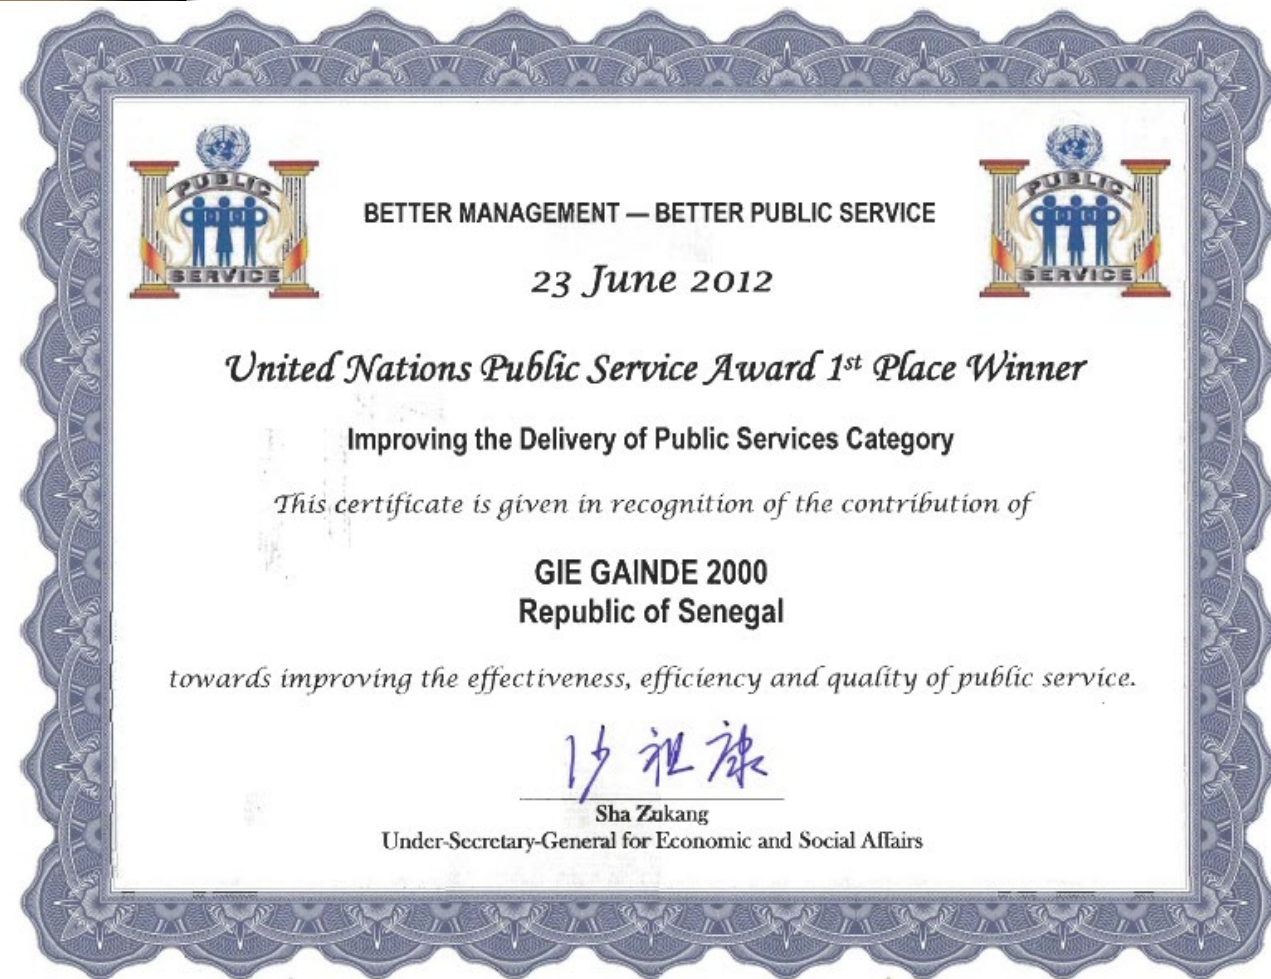 PUBLIC
SERVICE
PUBLIC
SERVICE
BETTER MANAGEMENT — BETTER PUBLIC SERVICE
23 June 2012
United Nations Public Service Award 1st Place Winner
Improving the Delivery of Public Services Category
This certificate is given in recognition of the contribution of
GIE GAINDE 2000
Republic of Senegal
towards improving the effectiveness, efficiency and quality of public service.
沙祖康
Sha Zukang
Under-Secretary-General for Economic and Social Affairs